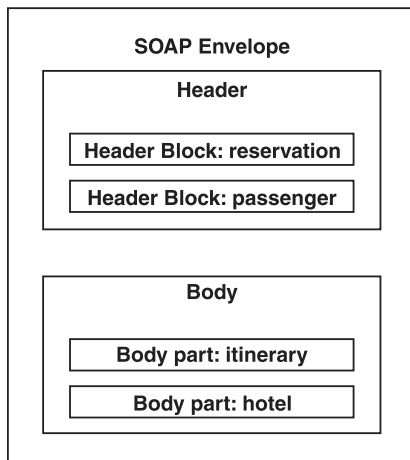 SOAP Envelope
Header
Header Block: reservation
Header Block: passenger
Body
Body part: itinerary
Body part: hotel